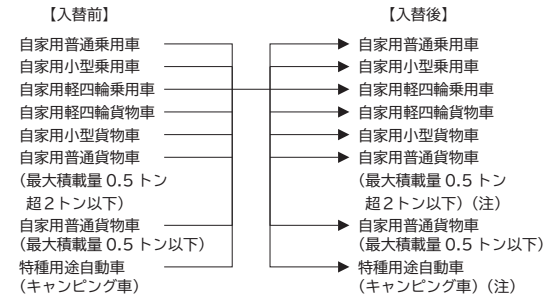 【入替前】 【入替後】
自家用普通乗用車 自家用普通乗用車
自家用小型乗用車 自家用小型乗用車
自家用軽四輪乗用車 自家用軽四輪乗用車
自家用軽四輪貨物車 自家用軽四輪貨物車
自家用小型貨物車 自家用小型貨物車
自家用普通貨物車 自家用普通貨物車
(最大積載量 0.5 トン (最大積載量 0.5 トン
超2トン以下) 超2トン以下)(注)
自家用普通貨物車 自家用普通貨物車
(最大積載量 0.5 トン以下) (最大積載量 0.5 トン以下)
特種用途自動車 特種用途自動車
(キャンピング車) (キャンピング車)(注)